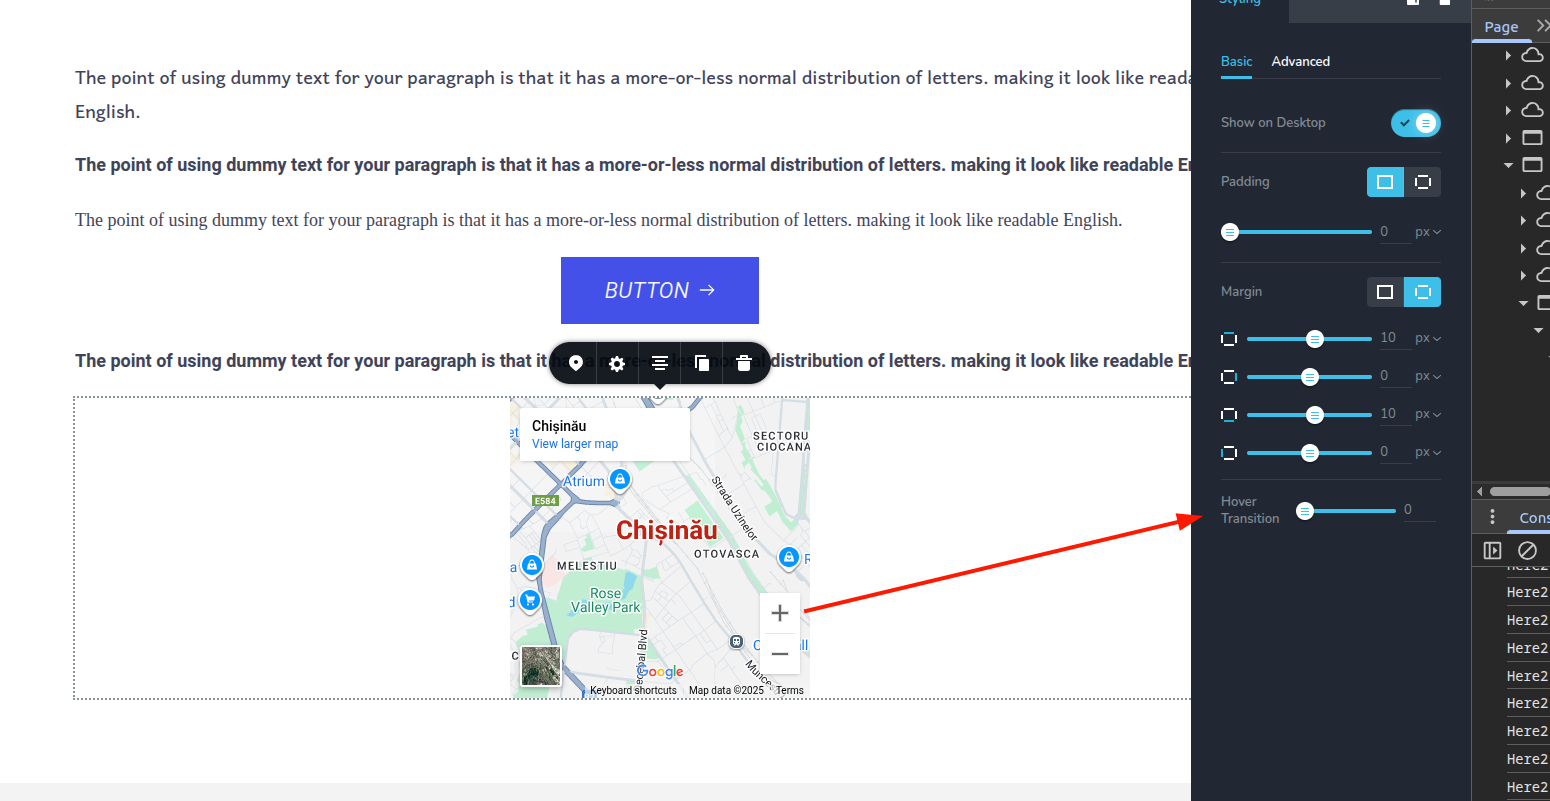 Styling
Page
The point of using dummy text for your paragraph is that it has a more-or-less normal distribution of letters. making it look like
English.
The point of using dummy text for your paragraph is that it has a more-or-less normal distribution of letters. making it look like readable
The point of using dummy text for your paragraph is that it has a more-or-less normal distribution of letters. making it look like readable English.
BUTTON →
The point of using dummy text for your paragraph is that it has a more-or-less normal distribution of letters. making it look like readable
Chișinău
View larger map
SECTORU
CIOCANA
Atrium
E584
Strada Uzinelor
Chișinău
OTOVASCA
MELESTIU
Rose
Valley Park
Google
Keyboard shortcuts
Map data ©2025
Terms
Basic
Advanced
Show on Desktop
Padding
0 px
Margin
10 px
0 px
10 px
0 px
Hover
Transition
0
Here2
Here2
Here2
Here2
Here2
Here2
Here2
Here2